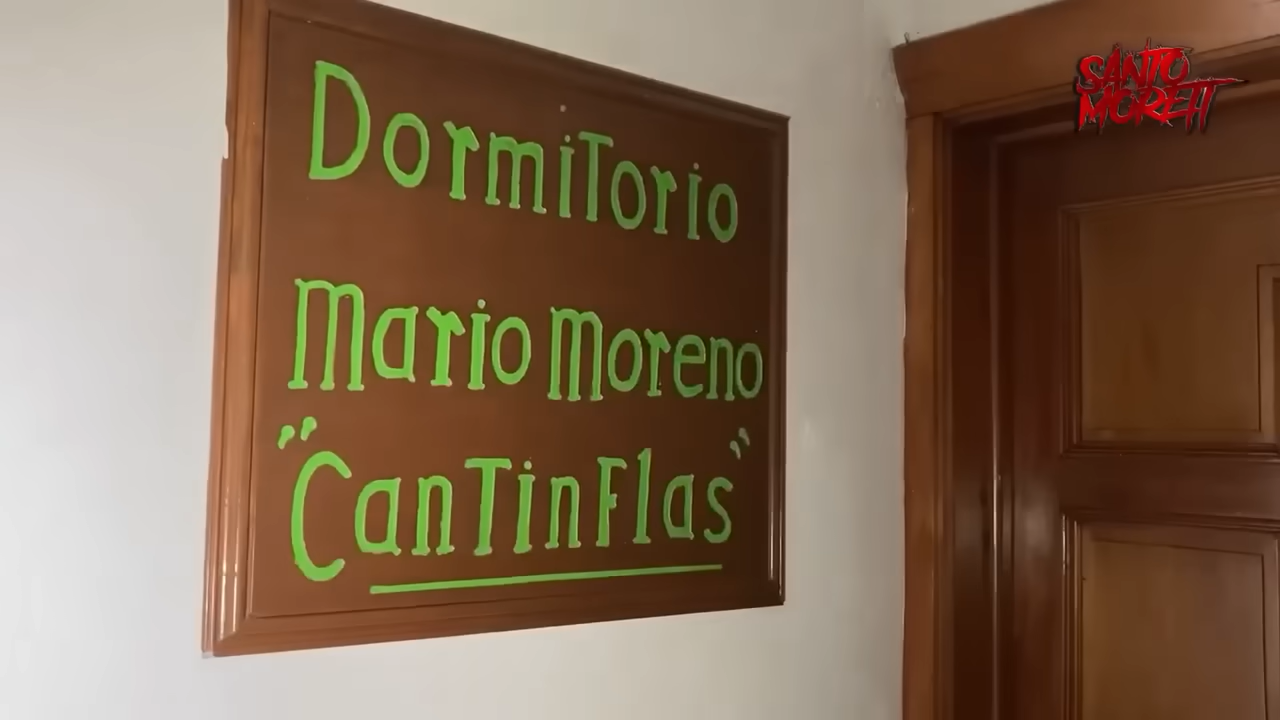 DormiTorio
Mario Moreno
"CanTinFlas"
SANTO
MORETT